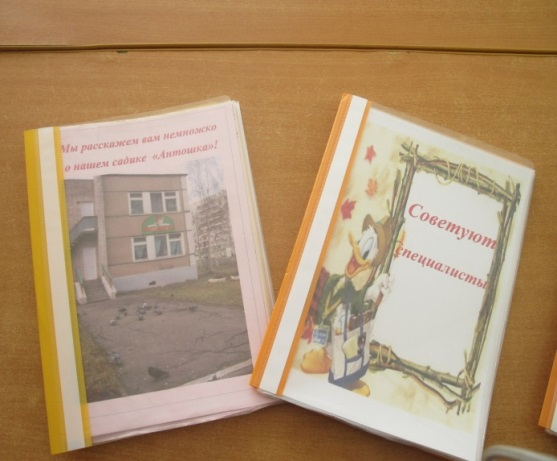 Мы расскажем вам немножко
о нашем садике «Антошка»!
Советуют
специалисты